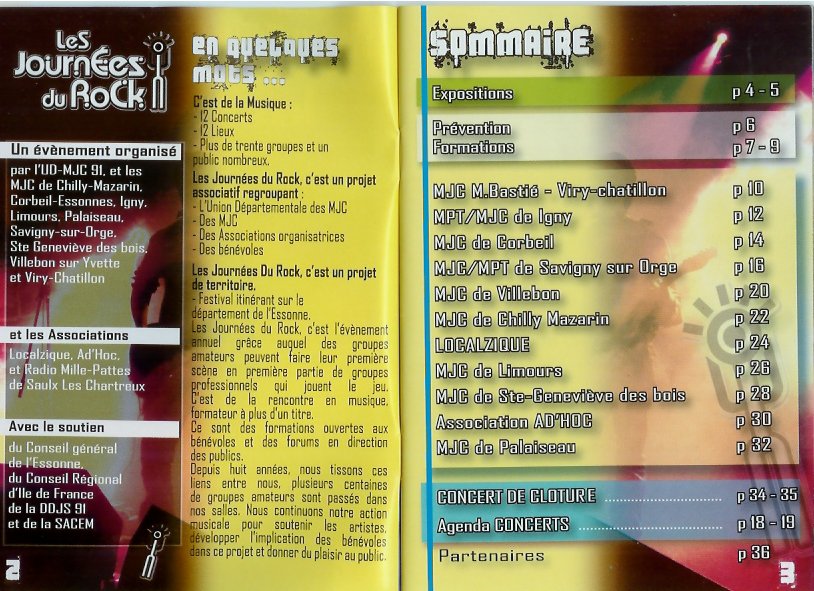 Les
Journées
du Rock
Un évènement organisé
par l'UD-MJC 91, et les
MJC de Chilly-Mazarin,
Corbeil-Essonnes, Igny,
Limours, Palaiseau,
Savigny-sur-Orge,
Ste Geneviève des bois,
Villebon sur Yvette
et Viry-Chatillon
et les Associations
Localzique, Ad'Hoc,
et Radio Mille-Pattes
de Saulx Les Chartreux
Avec le soutien
du Conseil général
de l'Essonne,
du Conseil Régional
d'Ile de France
de la DDJS 91
et de la SACEM
2
en quelques
mots ...
C'est de la Musique :
- 12 Concerts
- 12 Lieux
- Plus de trente groupes et un
public nombreux.
Les Journées du Rock, c'est un projet
associatif regroupant :
- L'Union Départementale des MJC
- Des MJC
- Des Associations organisatrices
- Des bénévoles
Les Journées Du Rock, c'est un projet
de territoire.
- Festival itinérant sur le
département de l'Essonne.
Les Journées du Rock, c'est l'évènement
annuel grâce auquel des groupes
amateurs peuvent faire leur première
scène en première partie de groupes
professionnels qui jouent le jeu.
C'est de la rencontre en musique,
formateur à plus d'un titre.
Ce sont des formations ouvertes aux
bénévoles et des forums en direction
des publics.
Depuis huit années, nous tissons ces
liens entre nous, plusieurs centaines
de groupes amateurs sont passés dans
nos salles. Nous continuons notre action
musicale pour soutenir les artistes,
développer l'implication des bénévoles
dans ce projet et donner du plaisir au public.
SOMMAIRE
Expositions p 4 - 5
Prévention p 6
Formations p 7 - 9
MJC M.Bastié - Viry-chatillon p 10
MPT/MJC de Igny p 12
MJC de Corbeil p 14
MJC/MPT de Savigny sur Orge p 16
MJC de Villebon p 20
MJC de Chilly Mazarin p 22
LOCALZIQUE p 24
MJC de Limours p 26
MJC de Ste-Geneviève des bois p 28
Association AD'HOC p 30
MJC de Palaiseau p 32
CONCERT DE CLOTURE ........................ p 34 - 35
Agenda CONCERTS ............................. p 18 - 19
Partenaires p 36
3